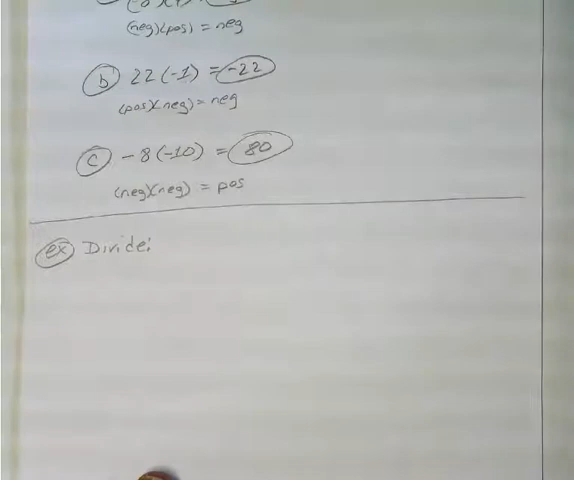 (neg)(pos) = neg
b 22(-1) = -22
(pos)(neg) = neg
c -8(-10) = 80
(neg)(neg) = pos
ex Divide: